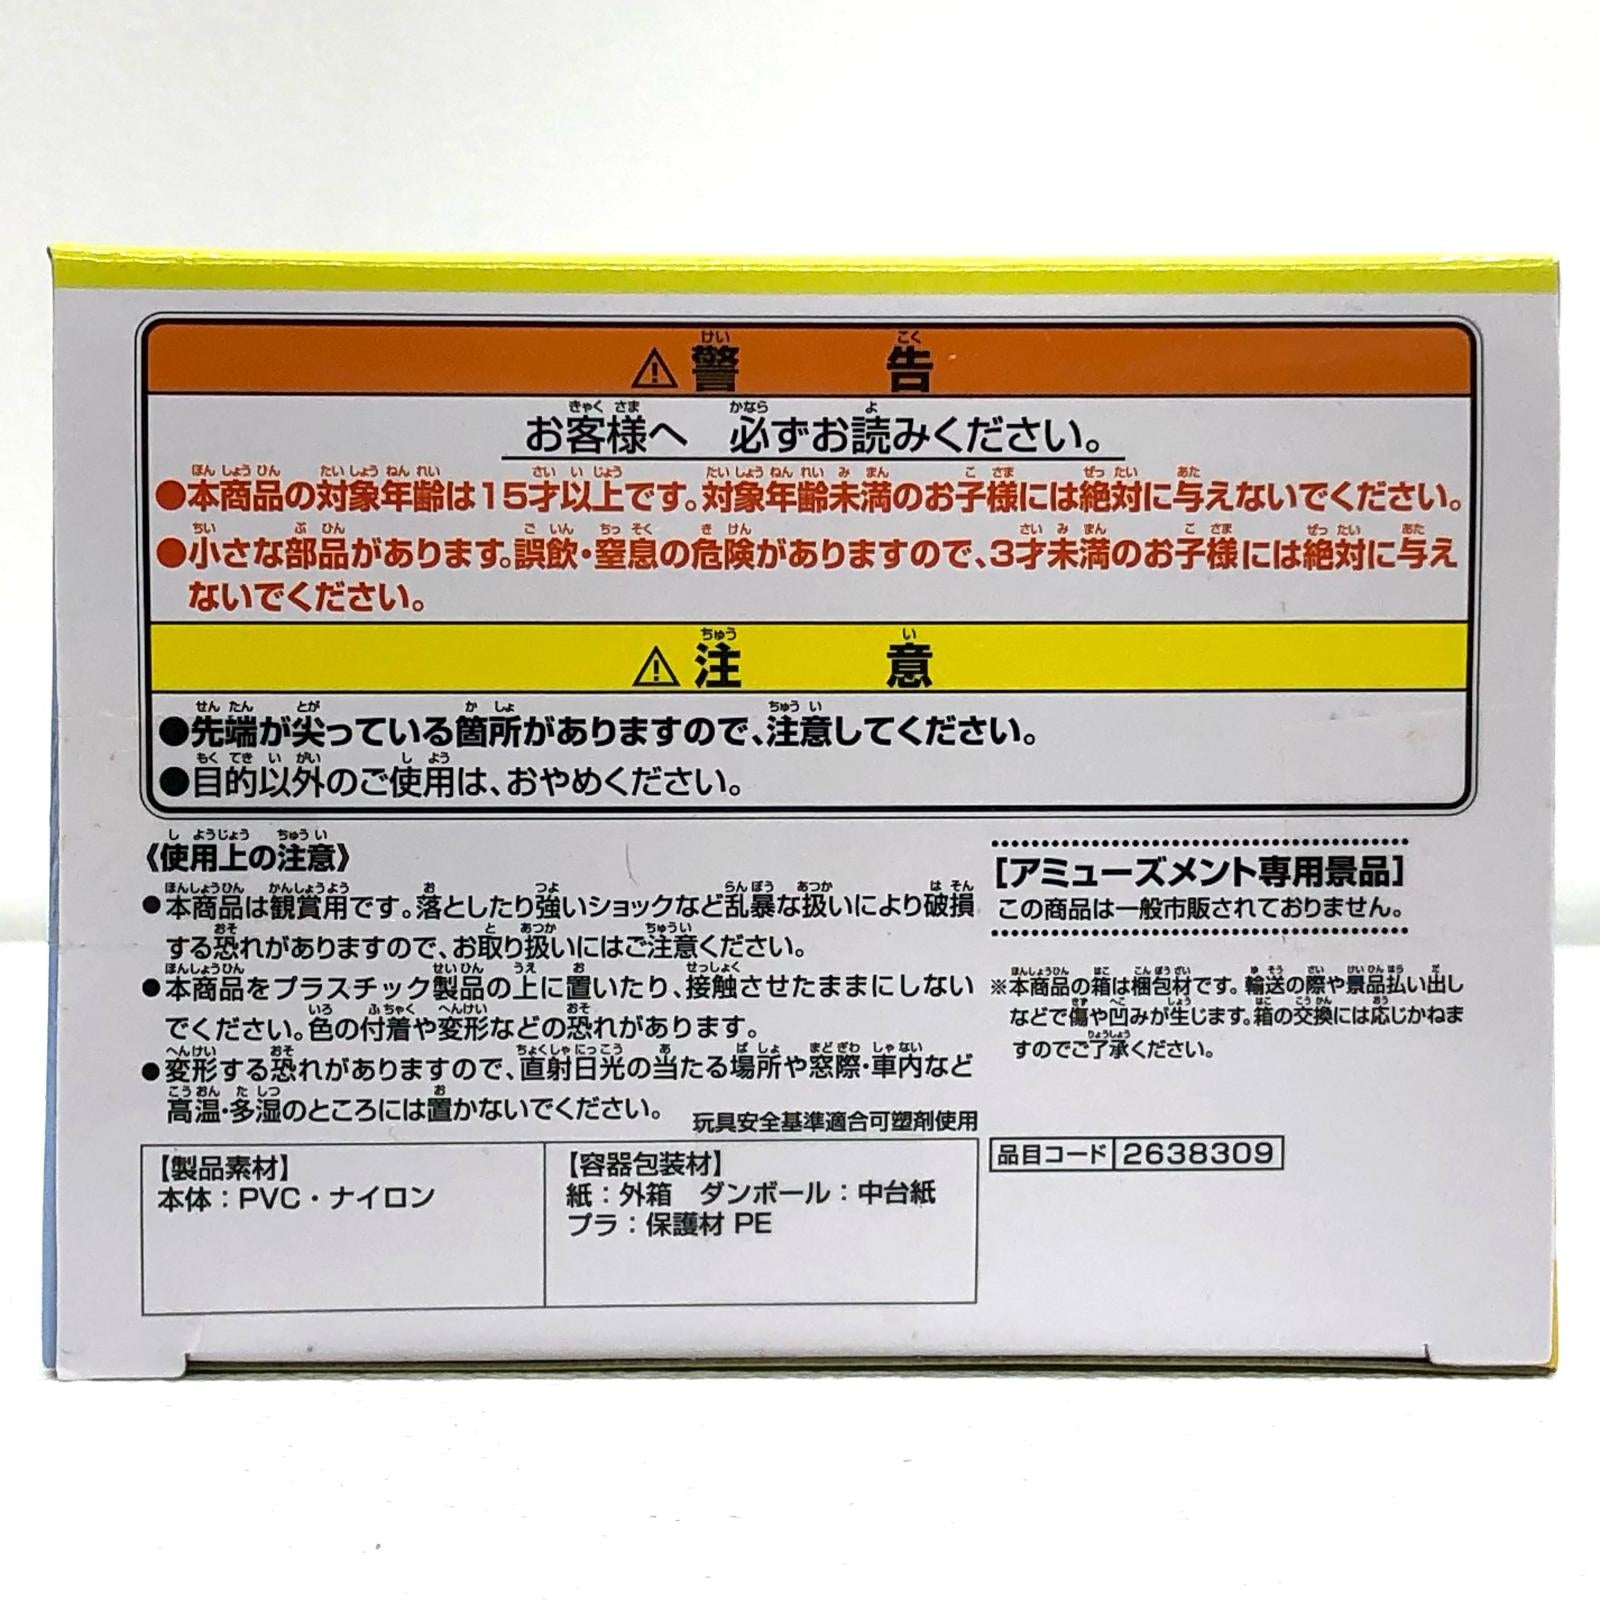 ⚠警告
お客様へ 必ずお読みください。
●本商品の対象年齢は15才以上です。対象年齢未満のお子様には絶対に与えないでください。
●小さな部品があります。誤飲・窒息の危険がありますので、3才未満のお子様には絶対に与え
ないでください。
⚠注意
●先端が尖っている箇所がありますので、注意してください。
●目的以外のご使用は、おやめください。
《使用上の注意》
●本商品は観賞用です。落としたり強いショックなど乱暴な扱いにより破損
する恐れがありますので、お取り扱いにはご注意ください。
●本商品をプラスチック製品の上に置いたり、接触させたままにしない
でください。色の付着や変形などの恐れがあります。
●変形する恐れがありますので、直射日光の当たる場所や窓際・車内など
高温・多湿のところには置かないでください。
玩具安全基準適合可塑剤使用
【製品素材】
本体：PVC・ナイロン
【容器包装材】
紙：外箱 ダンボール：中台紙
プラ：保護材 PE
[アミューズメント専用景品]
この商品は一般市販されておりません。
※本商品の箱は梱包材です。輸送の際や景品払い出し
などで傷や凹みが生じます。箱の交換には応じかねま
すのでご了承ください。
品目コード 2638309